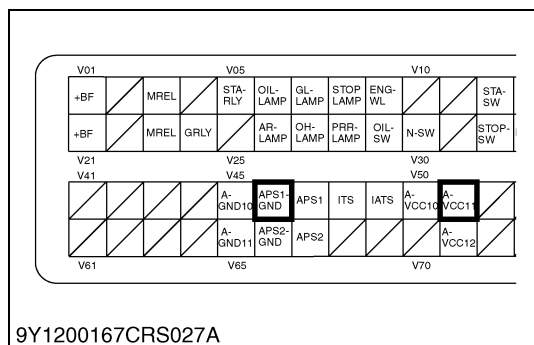 V01 V05 V10
+BF MREL STA-RLY OIL-LAMP GL-LAMP STOP LAMP ENG-WL STA-SW
+BF MREL GRLY AR-LAMP OH-LAMP PRR-LAMP OIL-SW N-SW STOP-SW
V21 V25 V30
V41 V45 V50
A-GND10 APS1-GND APS1 ITS IATS A-VCC10 A-VCC11
A-GND11 APS2-GND APS2 A-VCC12
V61 V65 V70
9Y1200167CRS027A